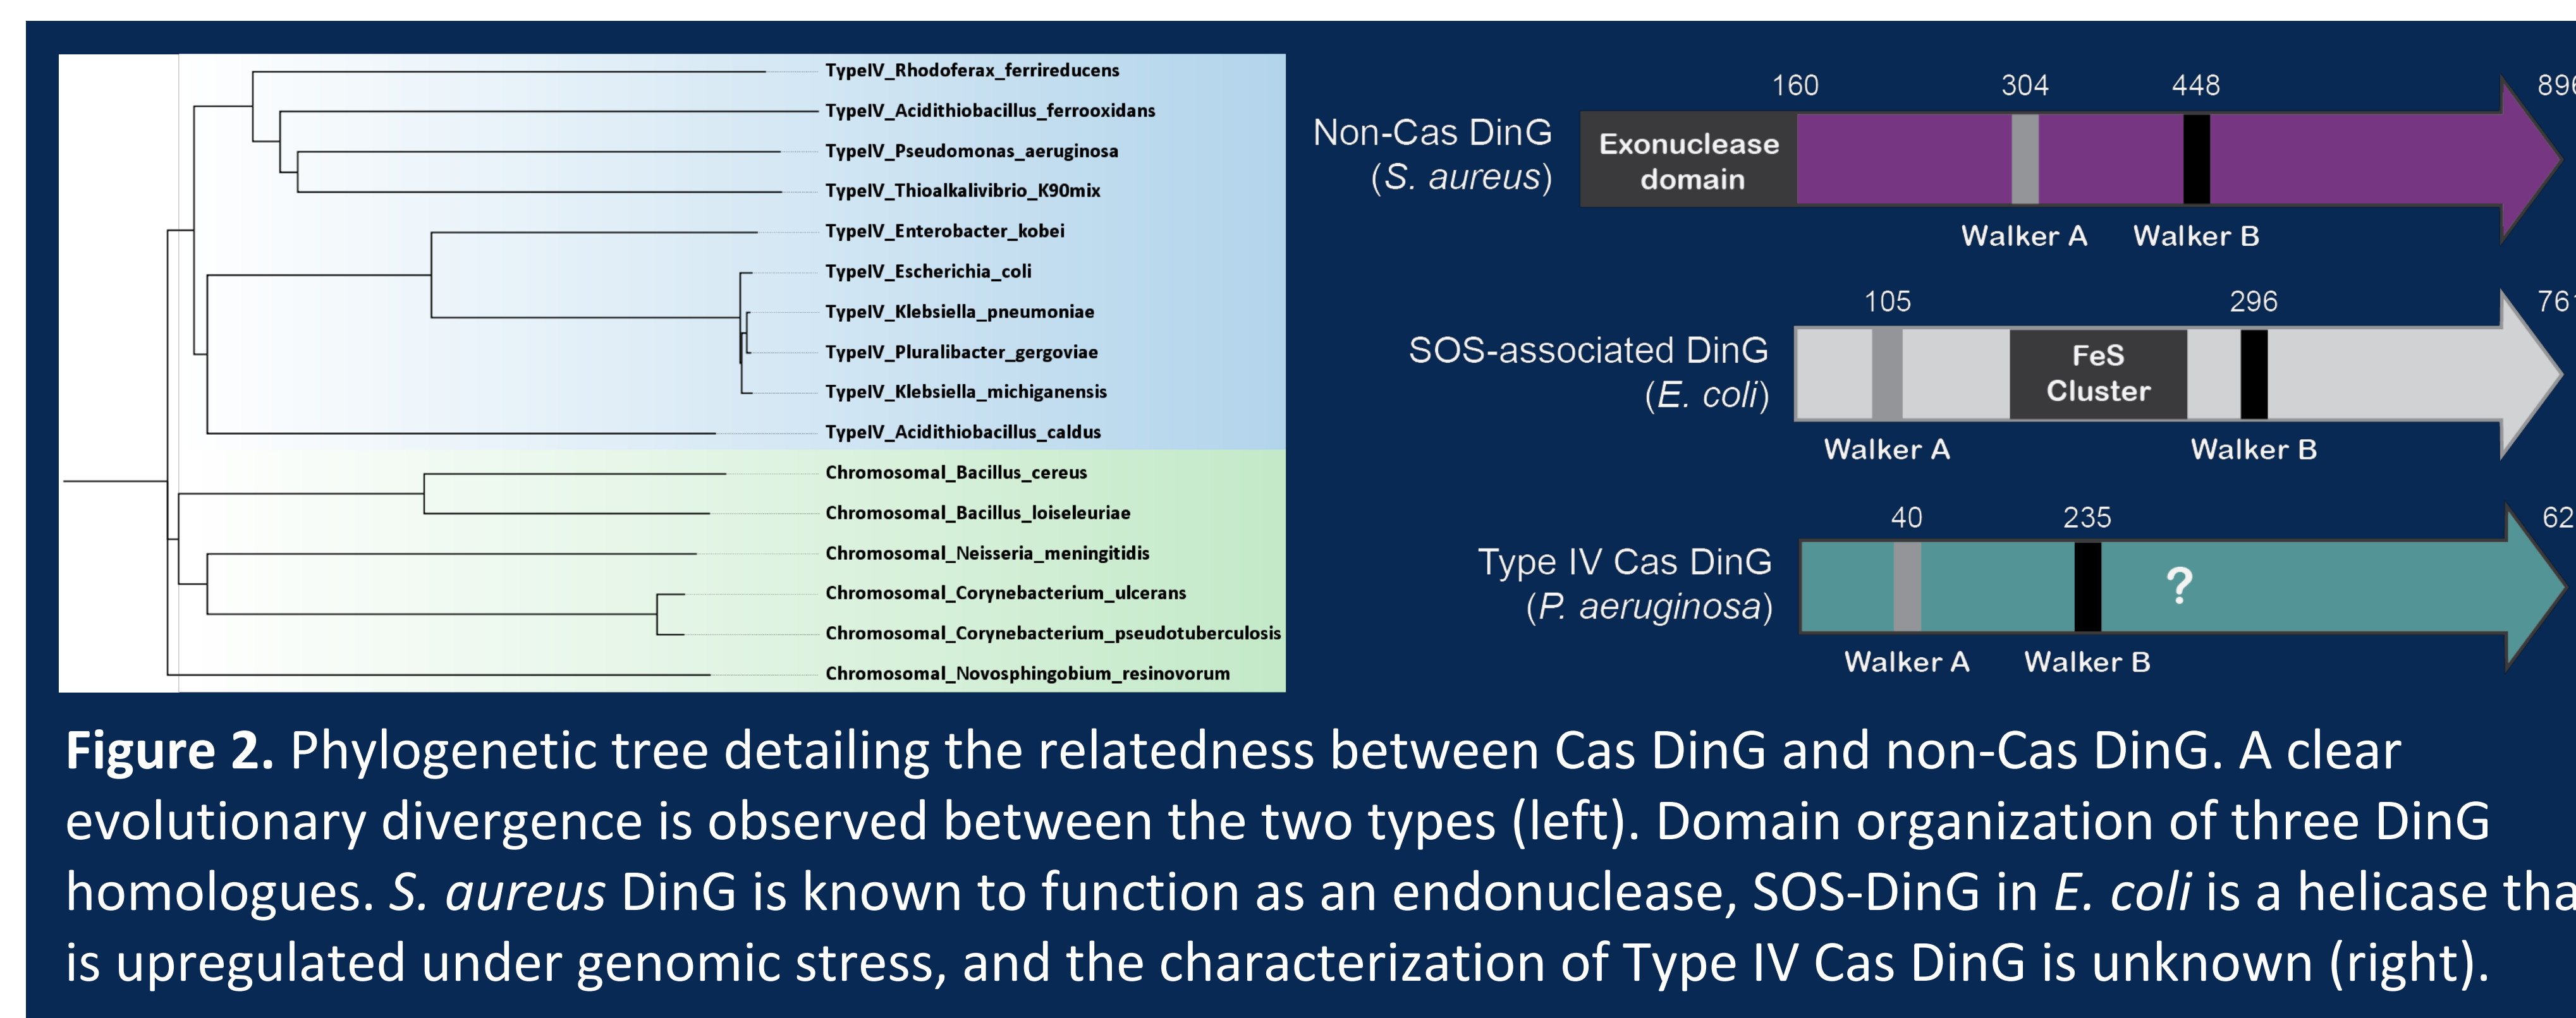 TypeIV_Rhodoferax_ferrireducens
TypeIV_Acidithiobacillus_ferrooxidans
TypeIV_Pseudomonas_aeruginosa
TypeIV_Thioalkalivibrio_K90mix
TypeIV_Enterobacter_kobei
TypeIV_Escherichia_coli
TypeIV_Klebsiella_pneumoniae
TypeIV_Pluralibacter_gergoviae
TypeIV_Klebsiella_michiganensis
TypeIV_Acidithiobacillus_caldus
Chromosomal_Bacillus_cereus
Chromosomal_Bacillus_loiseleuriae
Chromosomal_Neisseria_meningitidis
Chromosomal_Corynebacterium_ulcerans
Chromosomal_Corynebacterium_pseudotuberculosis
Chromosomal_Novosphingobium_resinovorum
160 304 448
Non-Cas DinG
(S. aureus)
Exonuclease
domain
Walker A Walker B
105 296
SOS-associated DinG
(E. coli)
FeS
Cluster
Walker A Walker B
40 235
Type IV Cas DinG
(P. aeruginosa)
?
Walker A Walker B
Figure 2. Phylogenetic tree detailing the relatedness between Cas DinG and non-Cas DinG. A clear
evolutionary divergence is observed between the two types (left). Domain organization of three DinG
homologues. S. aureus DinG is known to function as an endonuclease, SOS-DinG in E. coli is a helicase tha
is upregulated under genomic stress, and the characterization of Type IV Cas DinG is unknown (right).